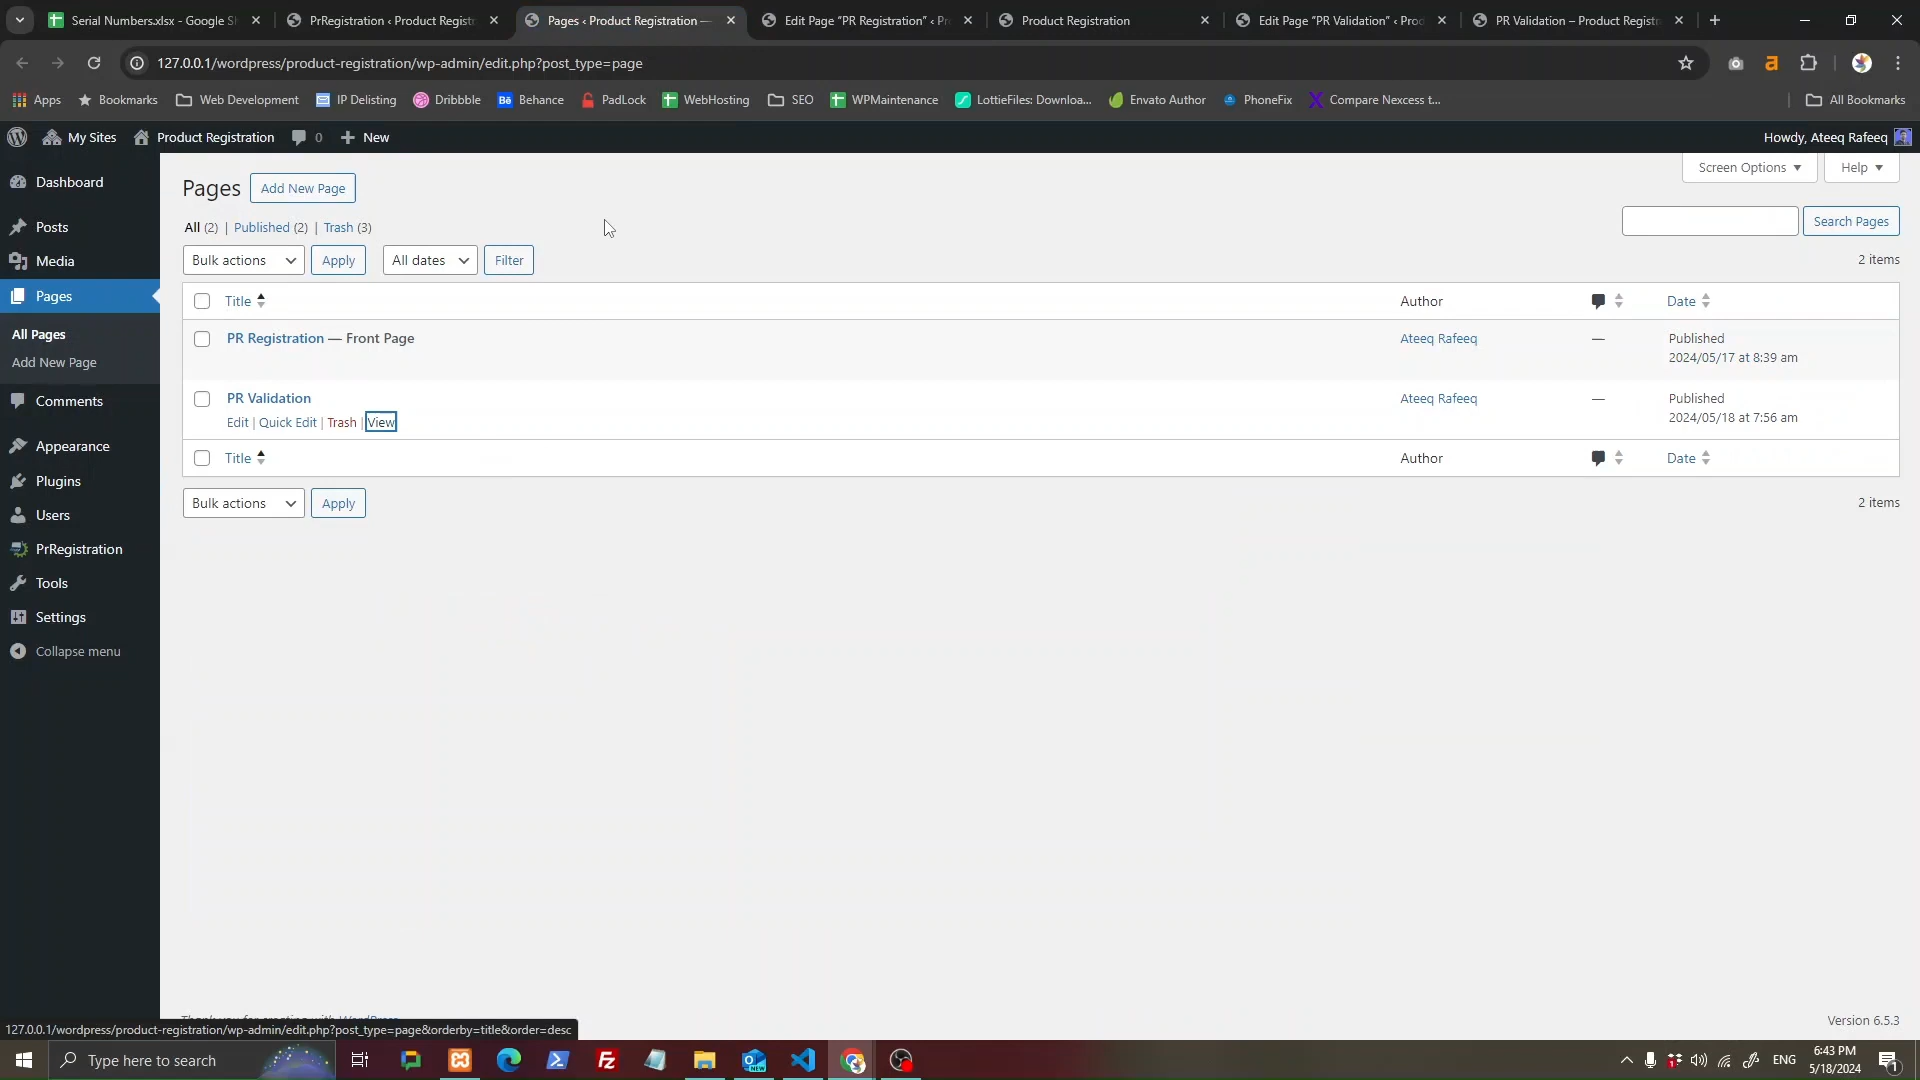 Serial Numbers.xlsx - Google Sh
PrRegistration ‹ Product Registr
Pages ‹ Product Registration —
Edit Page “PR Registration” ‹ Pr
Product Registration
Edit Page “PR Validation” ‹ Prod
PR Validation – Product Registr
127.0.0.1/wordpress/product-registration/wp-admin/edit.php?post_type=page
Apps
Bookmarks
Web Development
IP Delisting
Dribbble
Behance
PadLock
WebHosting
SEO
WPMaintenance
LottieFiles: Downloa...
Envato Author
PhoneFix
Compare Nexcess t...
All Bookmarks
My Sites
Product Registration
0
New
Howdy, Ateeq Rafeeq
Dashboard
Posts
Media
Pages
All Pages
Add New Page
Comments
Appearance
Plugins
Users
PrRegistration
Tools
Settings
Collapse menu
Screen Options
Help
Pages
Add New Page
All (2) | Published (2) | Trash (3)
Search Pages
Bulk actions
Apply
All dates
Filter
2 items
Title
Author
Date
PR Registration — Front Page
Ateeq Rafeeq
—
Published
2024/05/17 at 8:39 am
PR Validation
Ateeq Rafeeq
—
Published
2024/05/18 at 7:56 am
Edit | Quick Edit | Trash | View
Title
Author
Date
Bulk actions
Apply
2 items
Thank you for creating with WordPress
Version 6.5.3
127.0.0.1/wordpress/product-registration/wp-admin/edit.php?post_type=page&orderby=title&order=desc
Type here to search
ENG
6:43 PM
5/18/2024